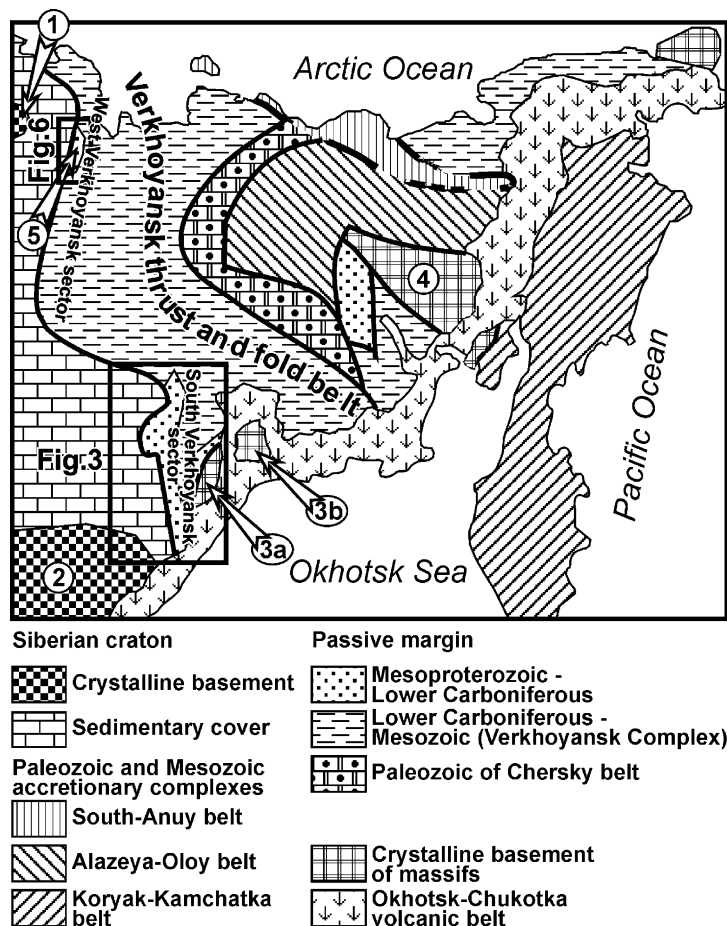 1
Arctic Ocean
Verkhoyansk thrust and fold belt
West Verkhoyansk sector
Fig.6
5
4
South Verkhoyansk
sector
Fig.3
3b
3a
2
Okhotsk Sea
Pacific Ocean
Siberian craton
Crystalline basement
Sedimentary cover
Paleozoic and Mesozoic
accretionary complexes
South-Anuy belt
Alazeya-Oloy belt
Koryak-Kamchatka
belt
Passive margin
Mesoproterozoic -
Lower Carboniferous
Lower Carboniferous -
Mesozoic (Verkhoyansk Complex)
Paleozoic of Chersky belt
Crystalline basement
of massifs
Okhotsk-Chukotka
volcanic belt